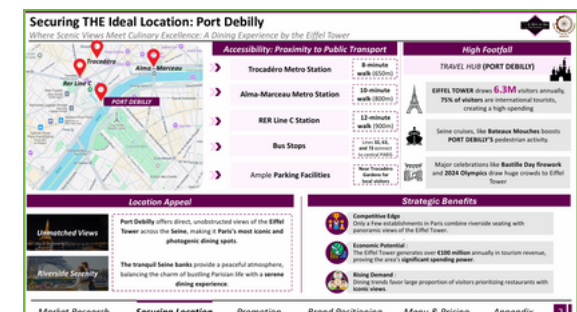 Securing THE Ideal Location: Port Debilly
Where Scenic Views Meet Culinary Excellence: A Dining Experience by the Eiffel Tower
Trocadéro
Alma - Marceau
Rer Line C
PORT DEBILLY
Accessibility: Proximity to Public Transport
Trocadéro Metro Station
8-minute
walk (650m)
Alma-Marceau Metro Station
10-minute
walk (800m)
RER Line C Station
12-minute
walk (900m)
Bus Stops
to central PARIS
Ample Parking Facilities
Near Trocadéro
Gardens for
local visitors
High Footfall
TRAVEL HUB (PORT DEBILLY)
EIFFEL TOWER draws 6.3M visitors annually,
75% of visitors are international tourists,
creating a high-spending
Seine cruises, like Bateaux Mouches boosts
PORT DEBILLY'S pedestrian activity.
Major celebrations like Bastille Day firework
and 2024 Olympics draw huge crowds to Eiffel
Tower
Location Appeal
Unmatched Views
Port Debilly offers direct, unobstructed views of the Eiffel
Tower across the Seine, making it Paris's most iconic and
photogenic dining spots.
Riverside Serenity
The tranquil Seine banks provide a peaceful atmosphere,
balancing the charm of bustling Parisian life with a serene
dining experience.
Strategic Benefits
Competitive Edge
Only a Few establishments in Paris combine riverside seating with
panoramic views of the Eiffel Tower.
Economic Potential :
The Eiffel Tower generates over €100 million annually in tourism revenue,
proving the area's significant spending power.
Rising Demand :
Dining trends favor large proportion of visitors prioritizing restaurants with
iconic views.
Market Research
Securing Location
Promotion
Brand Positioning
Menu & Pricing
Appendix